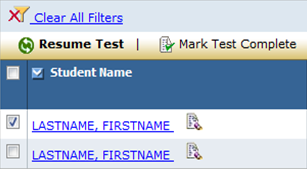 Clear All Filters
Resume Test | Mark Test Complete
Student Name
LASTNAME, FIRSTNAME
LASTNAME, FIRSTNAME